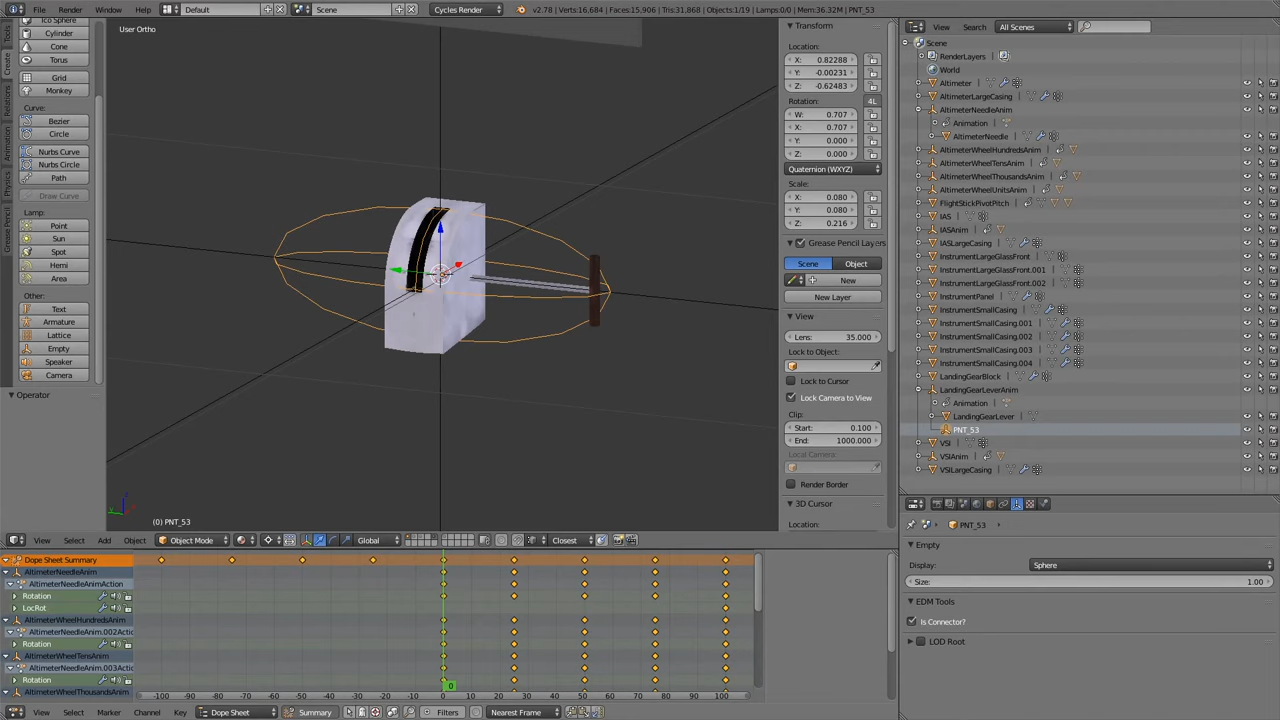 File Render Window Help Default Scene Cycles Render v2.78 | Verts:16,684 | Faces:15,906 | Tris:31,868 | Objects:1/19 | Lamps:0/0 | Mem:36.32M | PNT_53
Tools
Create
Relations
Animation
Physics
Grease Pencil
Ico Sphere
Cylinder
Cone
Torus
Grid
Monkey
Curve:
Bezier
Circle
Nurbs Curve
Nurbs Circle
Path
Draw Curve
Lamp:
Point
Sun
Spot
Hemi
Area
Other:
Text
Armature
Lattice
Empty
Speaker
Camera
Operator
User Ortho
(0) PNT_53
Transform
Location:
X: 0.82288
Y: -0.00231
Z: -0.62483
Rotation: 4L
W: 0.707
X: 0.707
Y: 0.000
Z: 0.000
Quaternion (WXYZ)
Scale:
X: 0.080
Y: 0.080
Z: 0.216
Grease Pencil Layers
Scene Object
New
New Layer
View
Lens: 35.000
Lock to Object:
Lock to Cursor
Lock Camera to View
Clip:
Start: 0.100
End: 1000.000
Local Camera:
Render Border
3D Cursor
Location:
View Search All Scenes
Scene
RenderLayers
World
Altimeter
AltimeterLargeCasing
AltimeterNeedleAnim
Animation
AltimeterNeedle
AltimeterWheelHundredsAnim
AltimeterWheelTensAnim
AltimeterWheelThousandsAnim
AltimeterWheelUnitsAnim
FlightStickPivotPitch
IAS
IASAnim
IASLargeCasing
InstrumentLargeGlassFront
InstrumentLargeGlassFront.001
InstrumentLargeGlassFront.002
InstrumentPanel
InstrumentSmallCasing
InstrumentSmallCasing.001
InstrumentSmallCasing.002
InstrumentSmallCasing.003
InstrumentSmallCasing.004
LandingGearBlock
LandingGearLeverAnim
Animation
LandingGearLever
PNT_53
VSI
VSIAnim
VSILargeCasing
PNT_53
Empty
Display: Sphere
Size: 1.00
EDM Tools
Is Connector?
LOD Root
View Select Add Object Object Mode Global Closest
Dope Sheet Summary
AltimeterNeedleAnim
AltimeterNeedleAnimAction
Rotation
LocRot
AltimeterWheelHundredsAnim
AltimeterNeedleAnim.002Actic
Rotation
AltimeterWheelTensAnim
AltimeterNeedleAnim.003Actic
Rotation
AltimeterWheelThousandsAnim
0
-100 -90 -80 -70 -60 -50 -40 -30 -20 -10 0 10 20 30 40 50 60 70 80 90 100
View Select Marker Channel Key Dope Sheet Summary Filters Nearest Frame